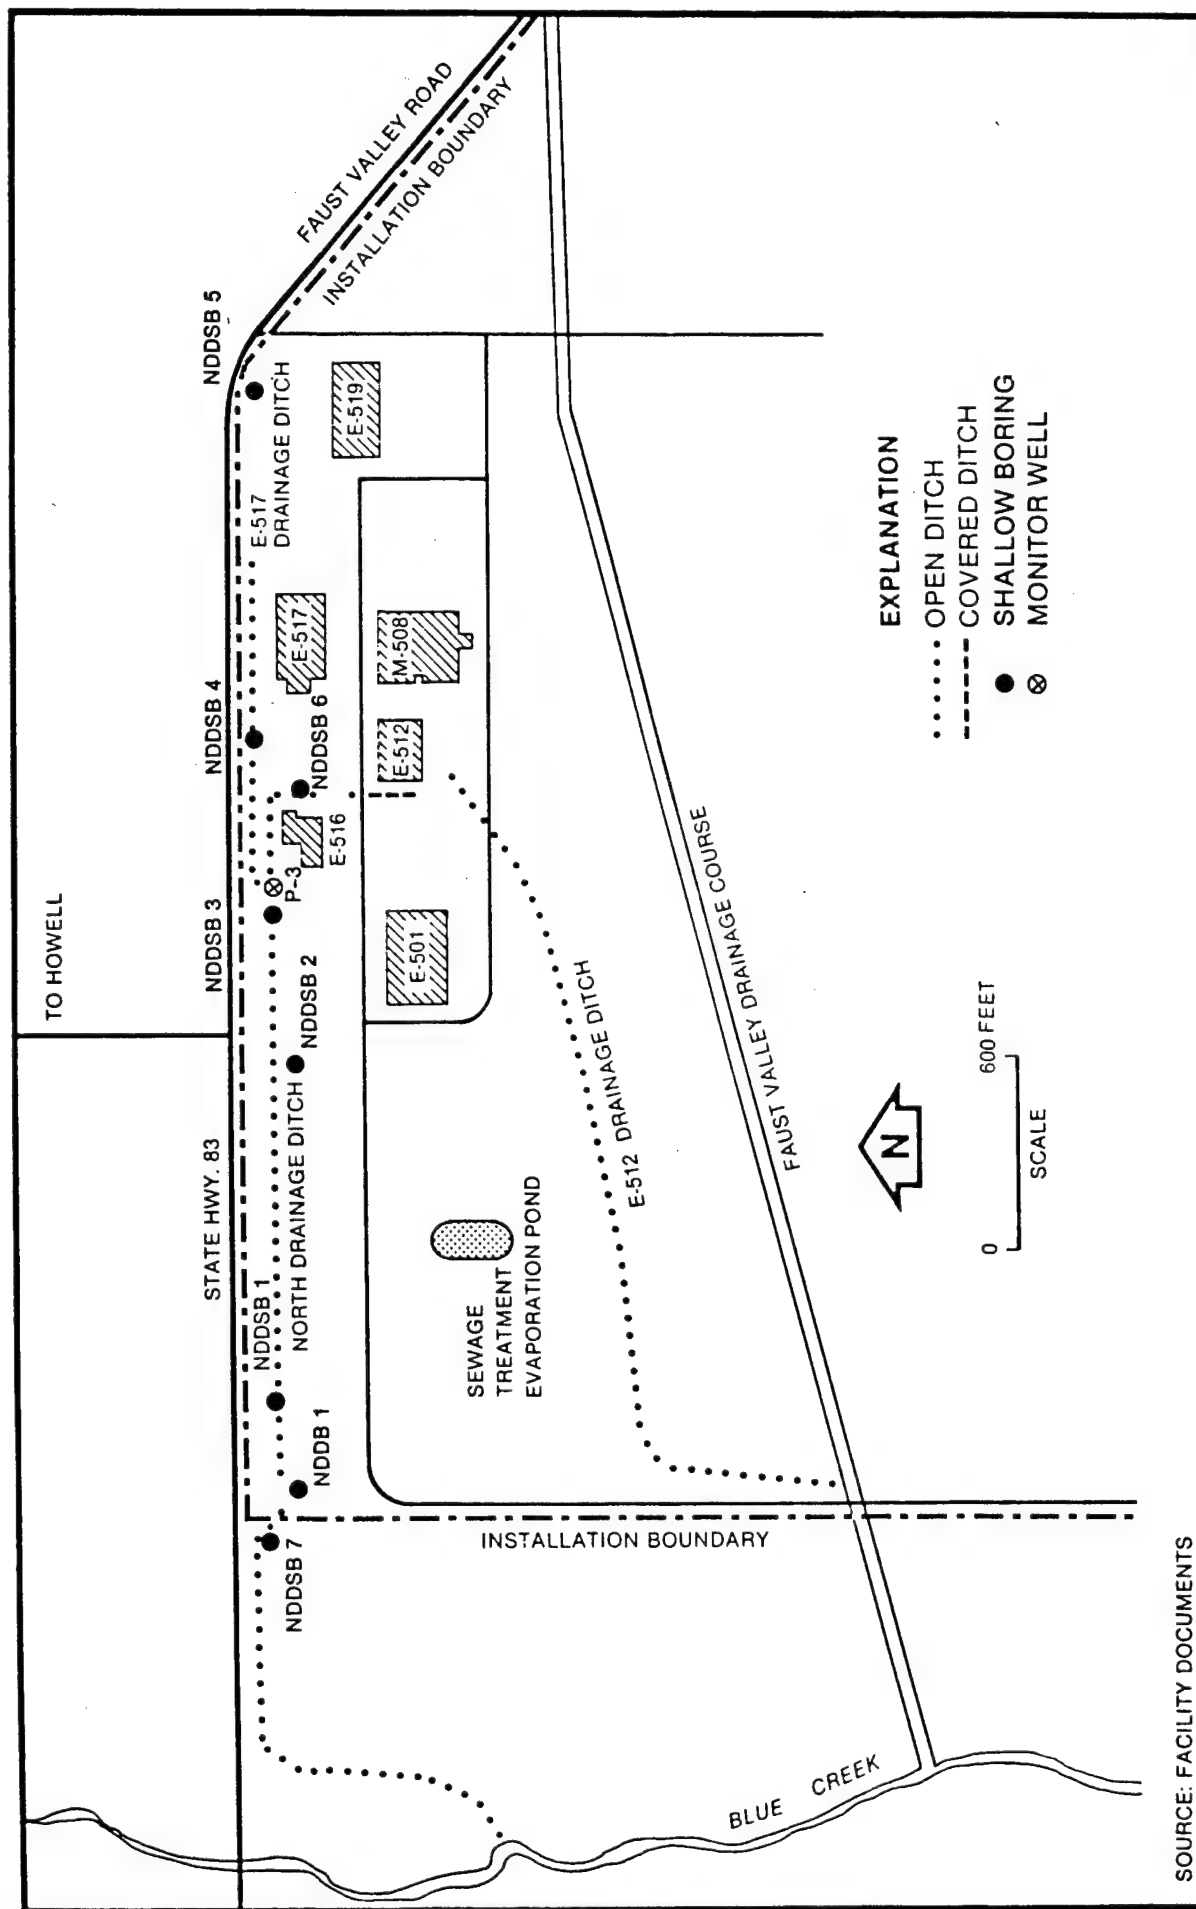 TO HOWELL
STATE HWY. 83
NDDSB 3
NDDSB 4
NDDSB 5
FAUST VALLEY ROAD
INSTALLATION BOUNDARY
NDDSB 7
NDDB 1
NDDSB 1
NORTH DRAINAGE DITCH
NDDSB 2
P-3
E-516
NDDSB 6
E-517
E-517
DRAINAGE DITCH
E-519
E-501
E-512
M-508
SEWAGE
TREATMENT
EVAPORATION POND
E-512 DRAINAGE DITCH
INSTALLATION BOUNDARY
FAUST VALLEY DRAINAGE COURSE
BLUE CREEK
N
0
600 FEET
SCALE
EXPLANATION
OPEN DITCH
COVERED DITCH
SHALLOW BORING
MONITOR WELL
SOURCE: FACILITY DOCUMENTS